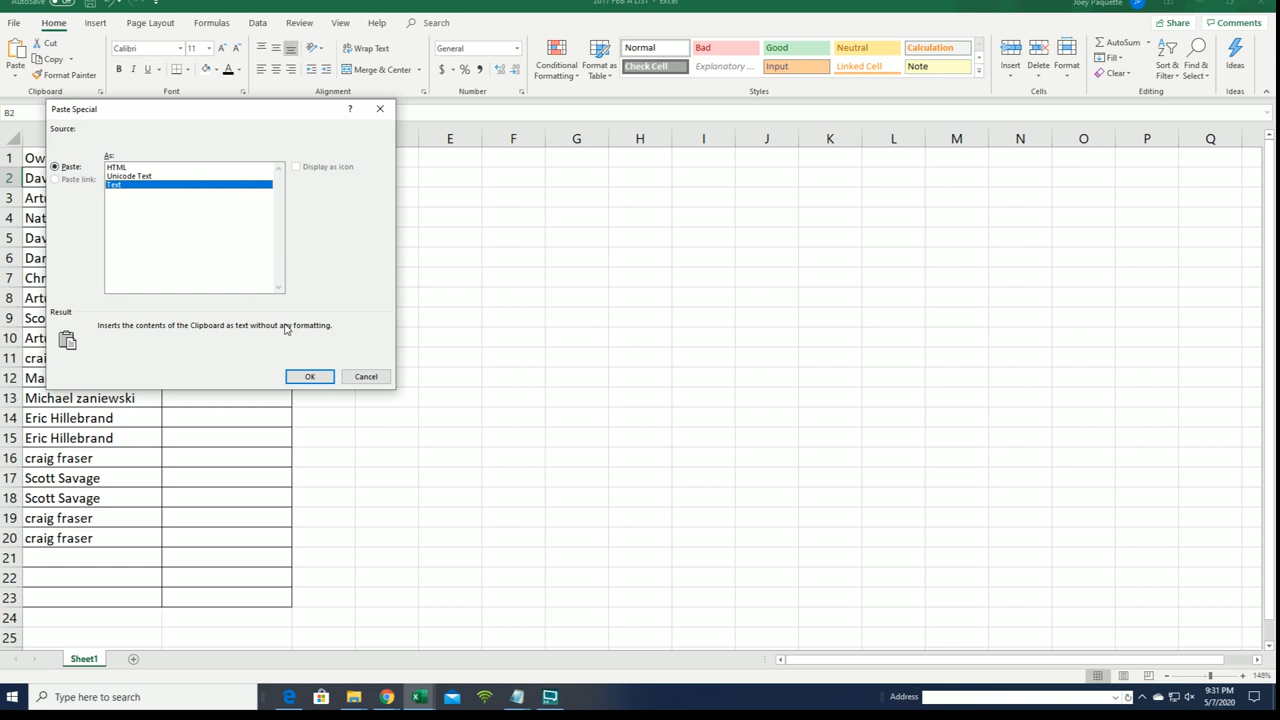 AutoSave
2017 FBB A LIST - Excel
Joey Paquette
JP
File Home Insert Page Layout Formulas Data Review View Help Search
Share Comments
Paste
Cut
Copy
Format Painter
Calibri 11
B I U
Wrap Text
Merge & Center
General
$ % ,
Conditional Formatting
Format as Table
Normal Bad Good Neutral Calculation
Check Cell Explanatory ... Input Linked Cell Note
Insert Delete Format
AutoSum
Fill
Clear
Sort & Filter
Find & Select
Ideas
Clipboard Font Alignment Number Styles Editing Ideas
B2
Paste Special ?
Source:
As:
Paste:
Paste link:
HTML
Unicode Text
Text
Display as icon
Result
Inserts the contents of the Clipboard as text without any formatting.
OK Cancel
E F G H I J K L M N O P Q
1 Ow
2 Dav
3 Artu
4 Nat
5 Dav
6 Dar
7 Chr
8 Artu
9 Sco
10 Artu
11 crai
12 Ma
13 Michael zaniewski
14 Eric Hillebrand
15 Eric Hillebrand
16 craig fraser
17 Scott Savage
18 Scott Savage
19 craig fraser
20 craig fraser
21
22
23
24
25
Sheet1
148%
Type here to search
Address
9:31 PM
5/7/2020